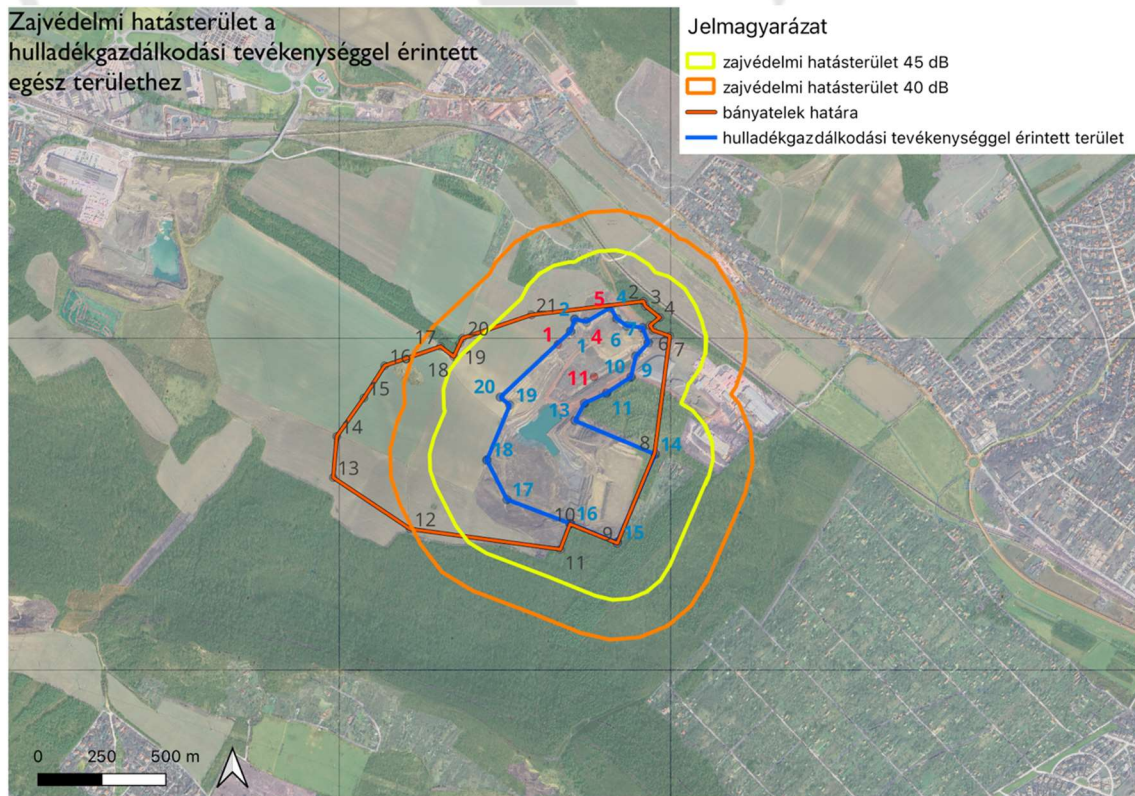 Zajvédelmi hatásterület a
hulladékgazdálkodási tevékenységgel érintett
egész területhez
Jelmagyarázat
zajvédelmi hatásterület 45 dB
zajvédelmi hatásterület 40 dB
bányatelek határa
hulladékgazdálkodási tevékenységgel érintett terület
5 4 2 3
2 4
21
1 1 4 6 7 6 7
17 20
16 18 19
11 10 9
15
20 19 13 11
14
8 14
18
13
17
10 16
12 9 15
11
0 250 500 m